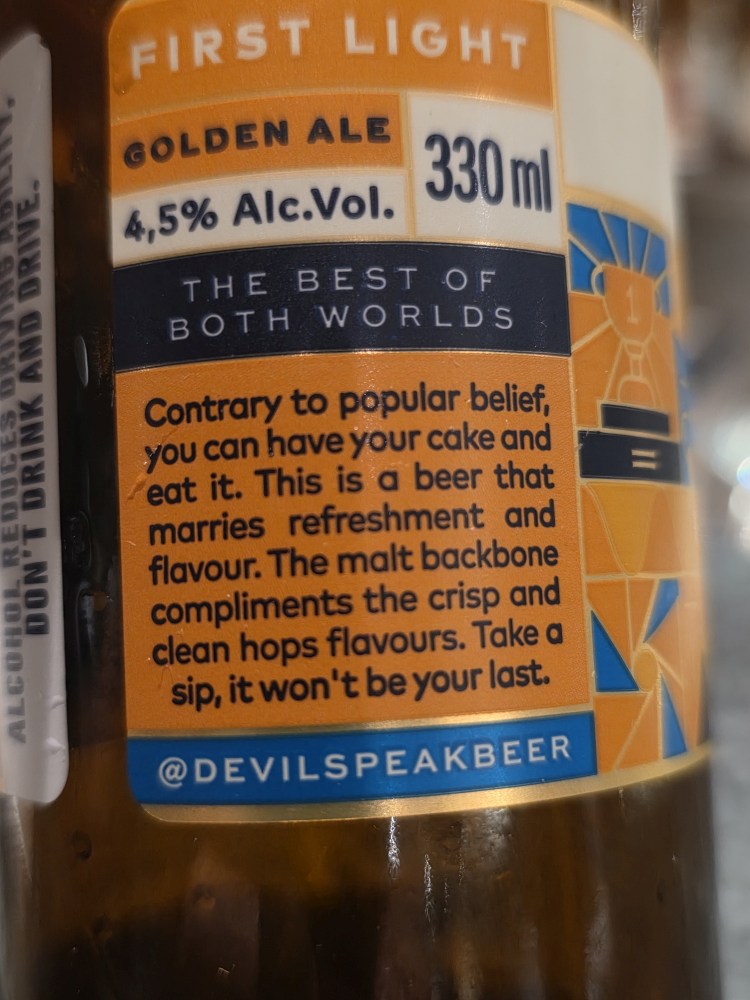 FIRST LIGHT
GOLDEN ALE
4,5% Alc.Vol.
330 ml
THE BEST OF
BOTH WORLDS
Contrary to popular belief,
you can have your cake and
eat it. This is a beer that
marries refreshment and
flavour. The malt backbone
compliments the crisp and
clean hops flavours. Take a
sip, it won't be your last.
@DEVILSPEAKBEER
1
ALCOHOL REDUCES DRIVING ABILITY,
DON'T DRINK AND DRIVE.